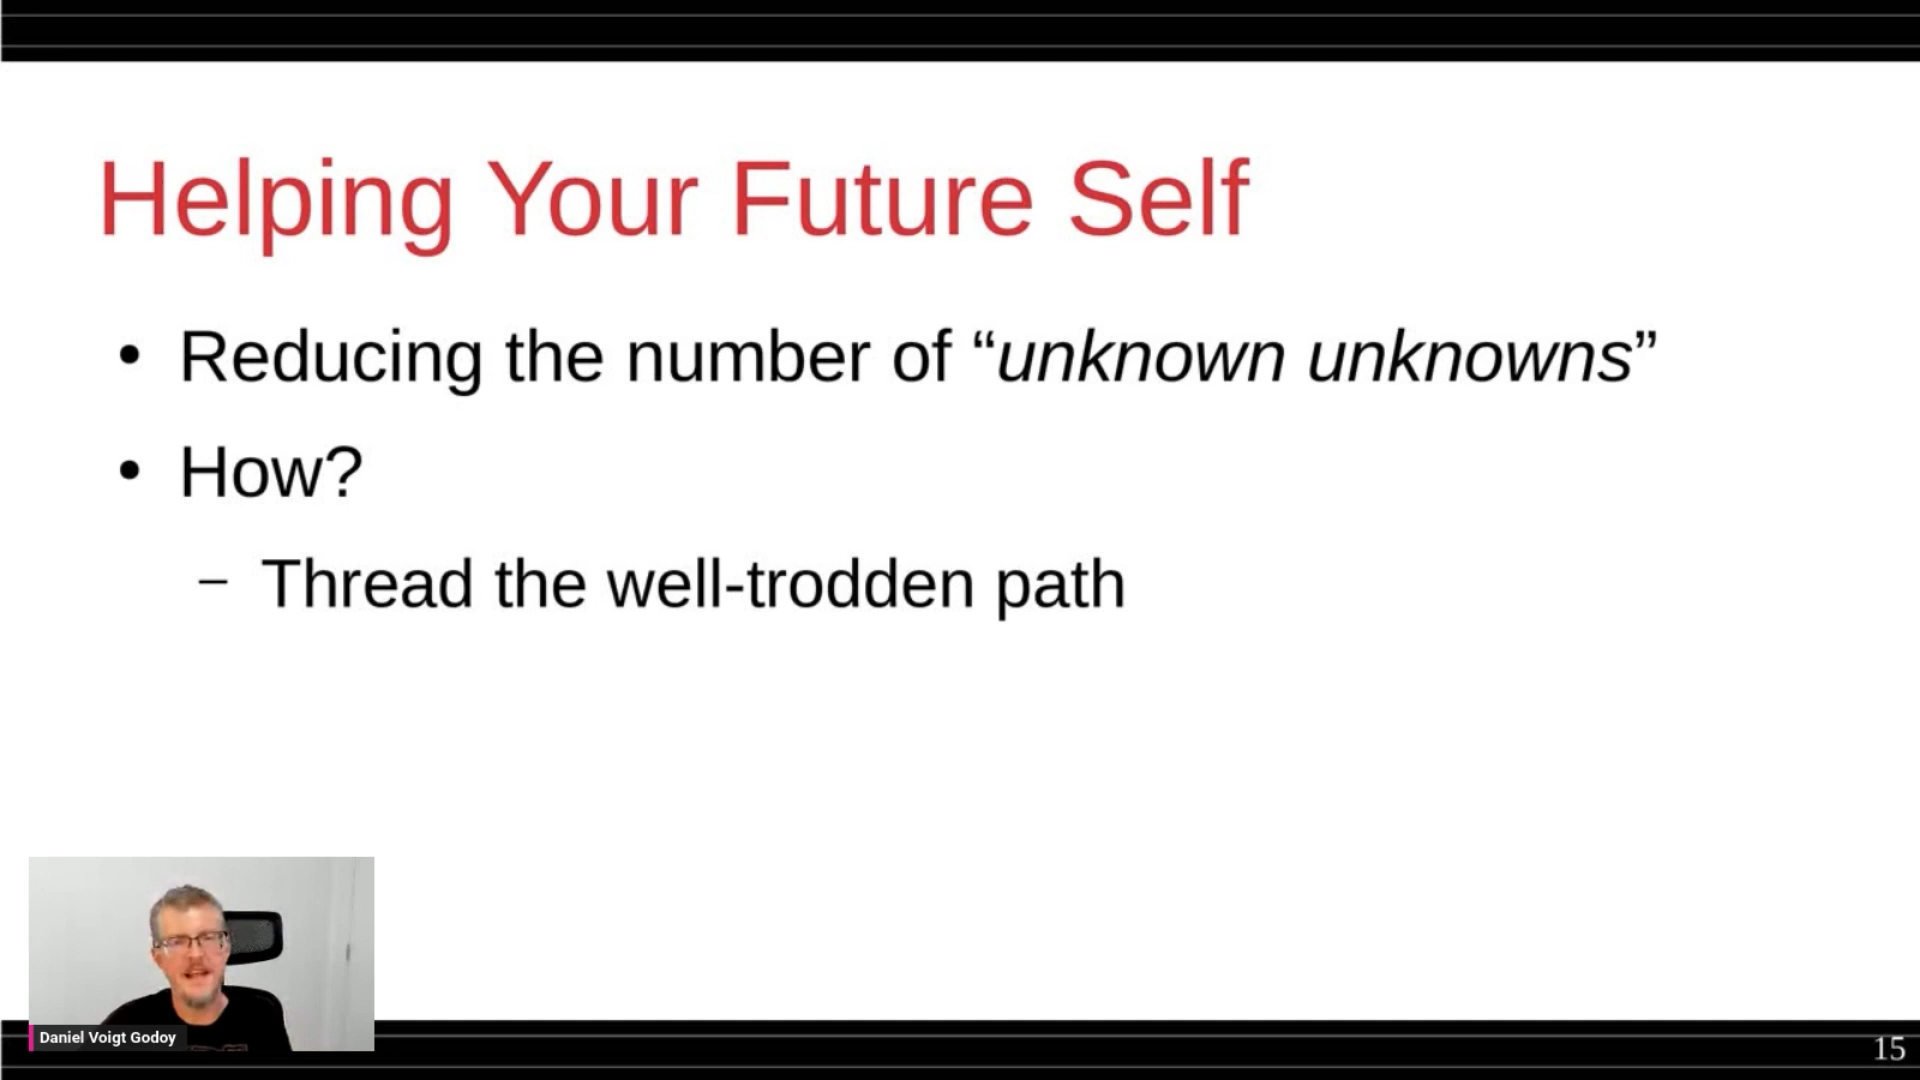 Helping Your Future Self
• Reducing the number of “unknown unknowns”
• How?
– Thread the well-trodden path
Daniel Voigt Godoy
15